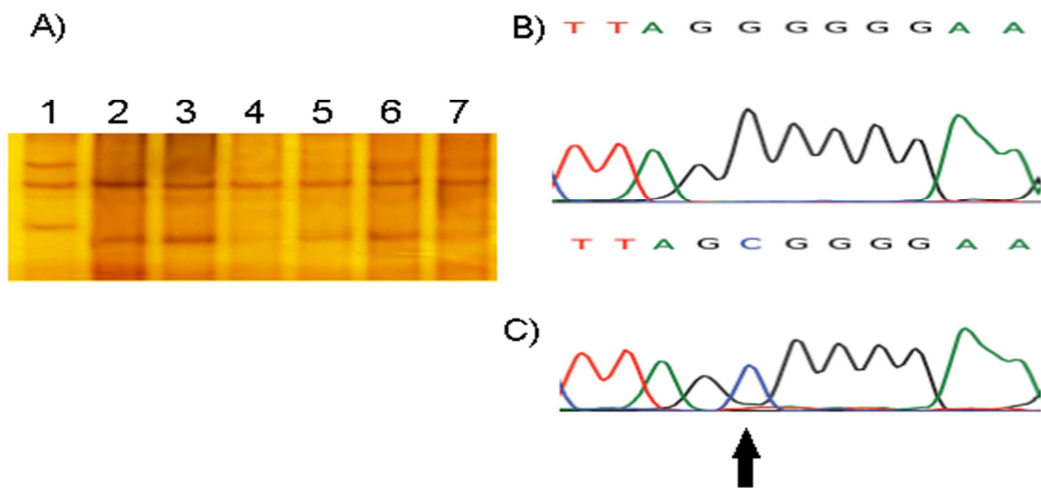 A)
1 2 3 4 5 6 7
B)
T T A G G G G G G A A
T T A G C G G G G A A
C)